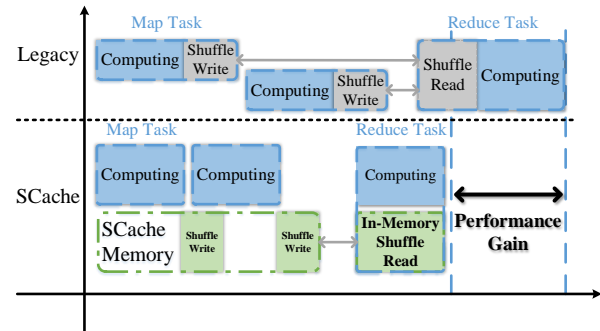 Map Task
Reduce Task
Legacy
Computing
Shuffle
Write
Shuffle
Read
Computing
Computing
Shuffle
Write
Map Task
Reduce Task
Computing
Computing
Computing
SCache
SCache
Memory
Shuffle
Write
Shuffle
Write
In-Memory
Shuffle
Read
Performance
Gain